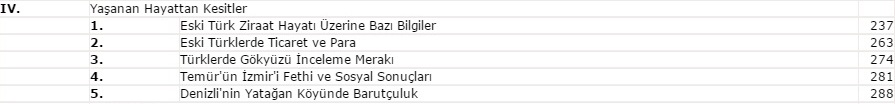 IV. Yaşanan Hayattan Kesitler
1. Eski Türk Ziraat Hayatı Üzerine Bazı Bilgiler 237
2. Eski Türklerde Ticaret ve Para 263
3. Türklerde Gökyüzü İnceleme Merakı 274
4. Temür'ün İzmir'i Fethi ve Sosyal Sonuçları 281
5. Denizli'nin Yatağan Köyünde Barutçuluk 288